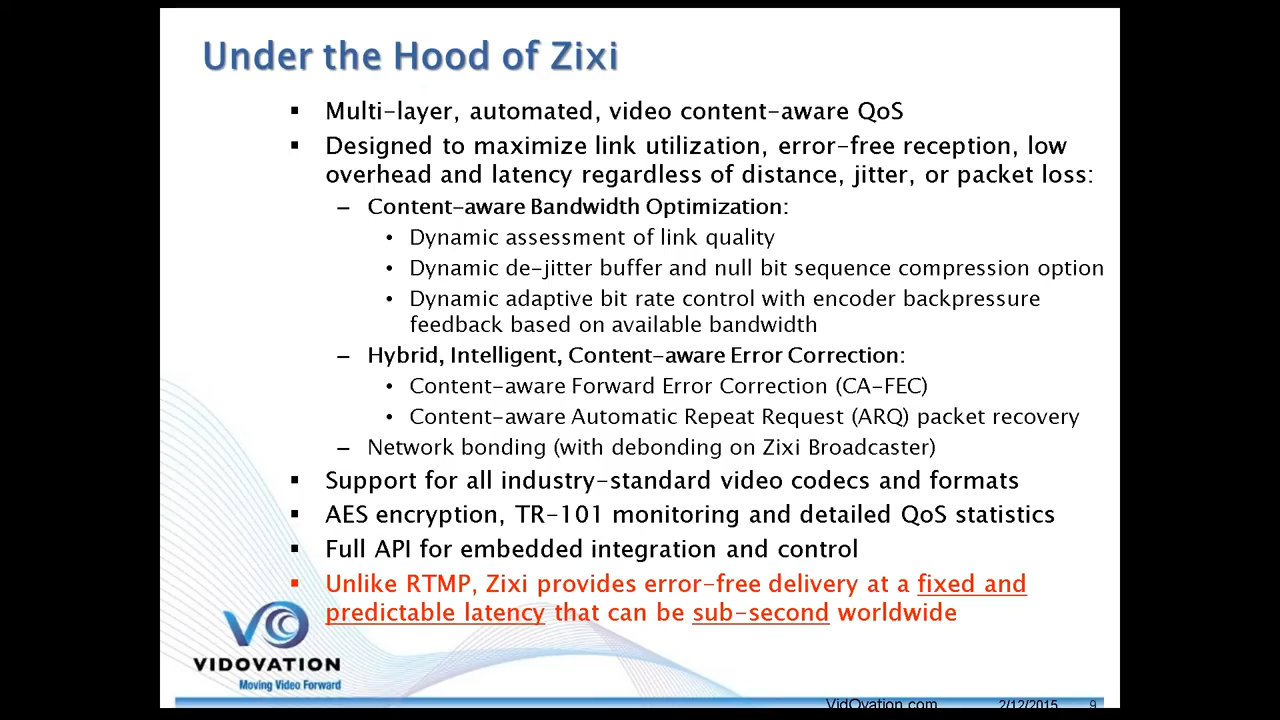 Under the Hood of Zixi
▪ Multi-layer, automated, video content-aware QoS
▪ Designed to maximize link utilization, error-free reception, low
overhead and latency regardless of distance, jitter, or packet loss:
– Content-aware Bandwidth Optimization:
• Dynamic assessment of link quality
• Dynamic de-jitter buffer and null bit sequence compression option
• Dynamic adaptive bit rate control with encoder backpressure
feedback based on available bandwidth
– Hybrid, Intelligent, Content-aware Error Correction:
• Content-aware Forward Error Correction (CA-FEC)
• Content-aware Automatic Repeat Request (ARQ) packet recovery
– Network bonding (with debonding on Zixi Broadcaster)
▪ Support for all industry-standard video codecs and formats
▪ AES encryption, TR-101 monitoring and detailed QoS statistics
▪ Full API for embedded integration and control
▪ Unlike RTMP, Zixi provides error-free delivery at a fixed and
predictable latency that can be sub-second worldwide
VIDOVATION
Moving Video Forward
VidOvation.com 2/12/2015 9